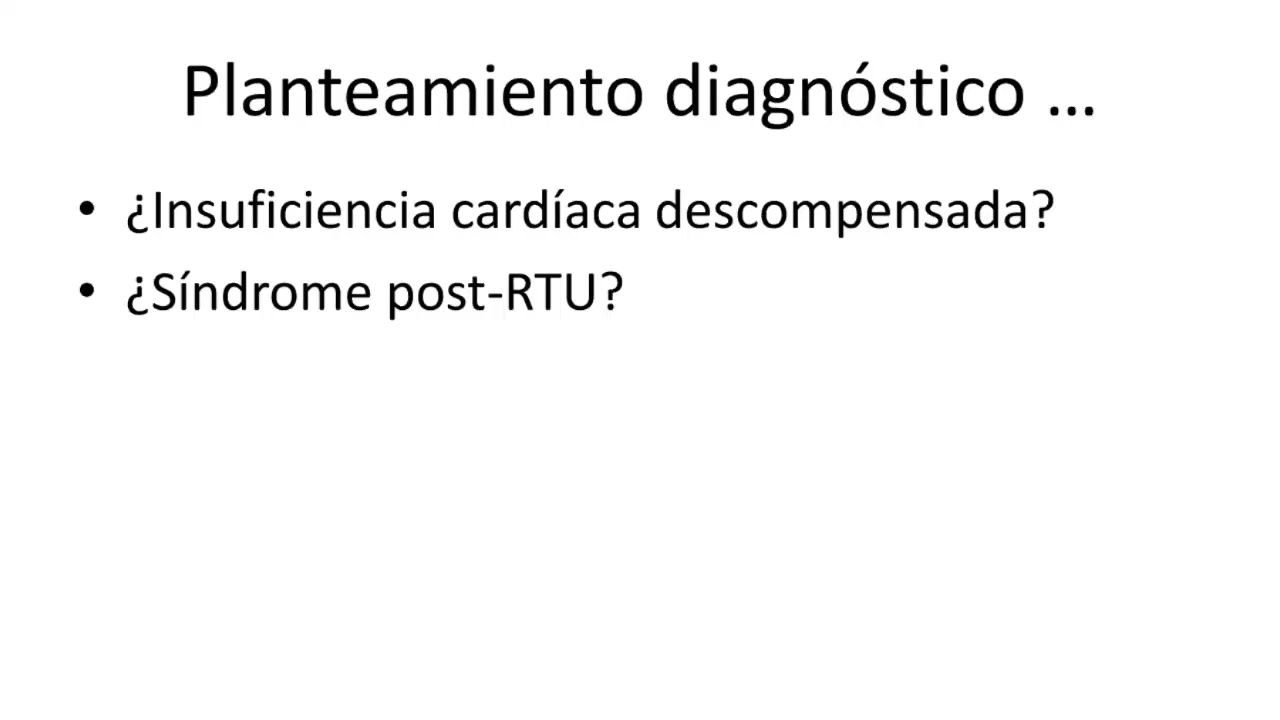 Planteamiento diagnóstico ...
• ¿Insuficiencia cardíaca descompensada?
• ¿Síndrome post-RTU?